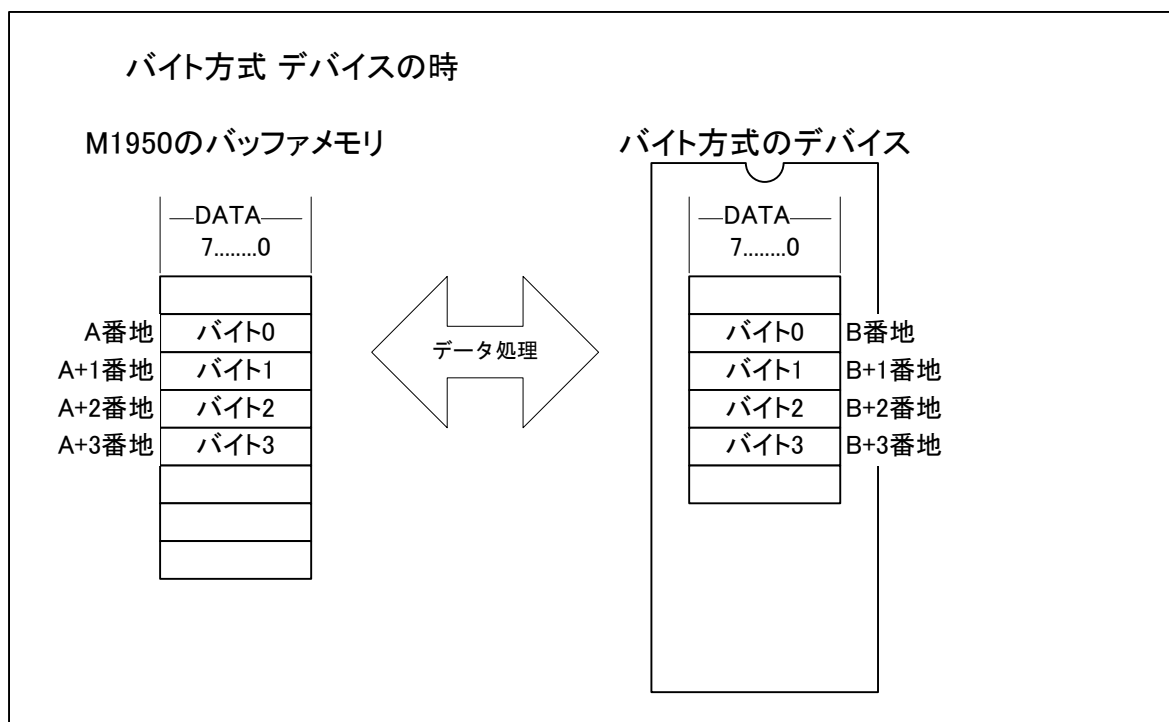 バイト方式 デバイスの時
M1950のバッファメモリ
バイト方式のデバイス
DATA
7........0
DATA
7........0
A番地 バイト0
A+1番地 バイト1
A+2番地 バイト2
A+3番地 バイト3
データ処理
バイト0 B番地
バイト1 B+1番地
バイト2 B+2番地
バイト3 B+3番地